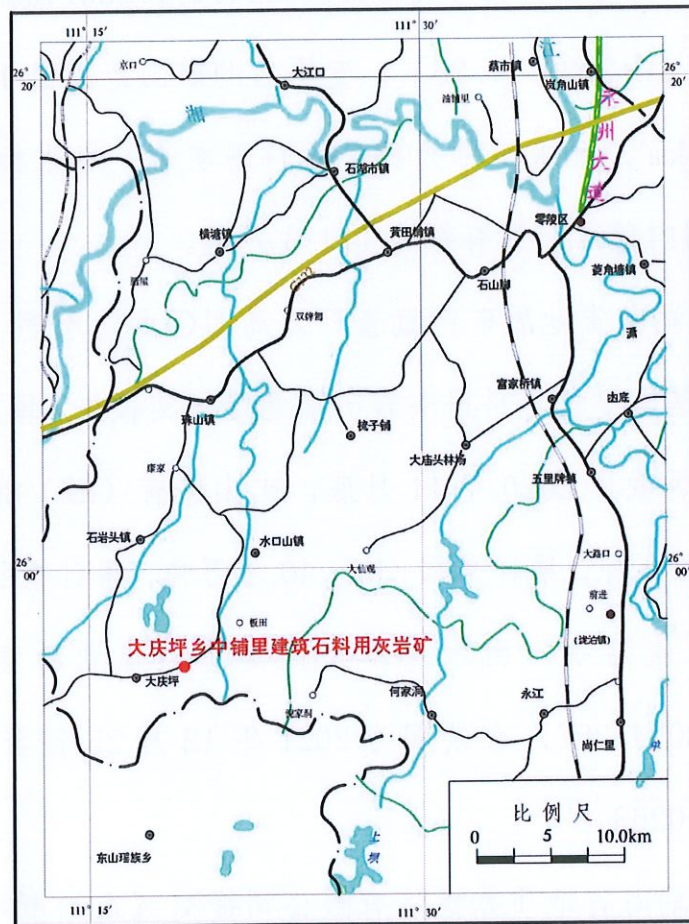 111° 15′
111° 30′
26°
20′
26°
20′
京口
大江口
蔡市镇
岚角山镇
江
湘
永州大道
石期市镇
零陵区
横塘镇
黄田铺镇
菱角塘镇
石山脚
双牌铺
潇
富家桥镇
凼底
珠山镇
梳子铺
大庙头林场
五里牌镇
石岩头镇
水口山镇
大路口
26°
00′
26°
00′
大仙观
前进
板田
(泷泊镇)
大庆坪乡中铺里建筑石料用灰岩矿
大庆坪
何家洞
永江
尚仁里
比例尺
0 5 10.0km
东山瑶族乡
上坝
111° 15′
111° 30′